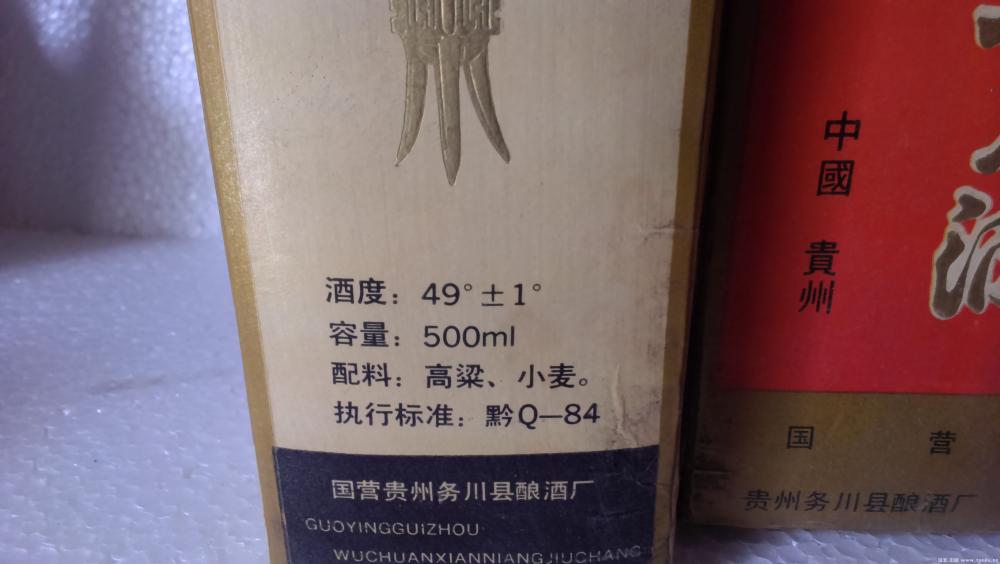 酒度：49°±1°
容量：500ml
配料：高粱、小麦。
执行标准：黔Q—84
国营贵州务川县酿酒厂
GUOYINGGUIZHOU
WUCHUANXIANNIANGJIUCHANG
中國 貴州
酒
国 营
贵州务川县酿酒厂